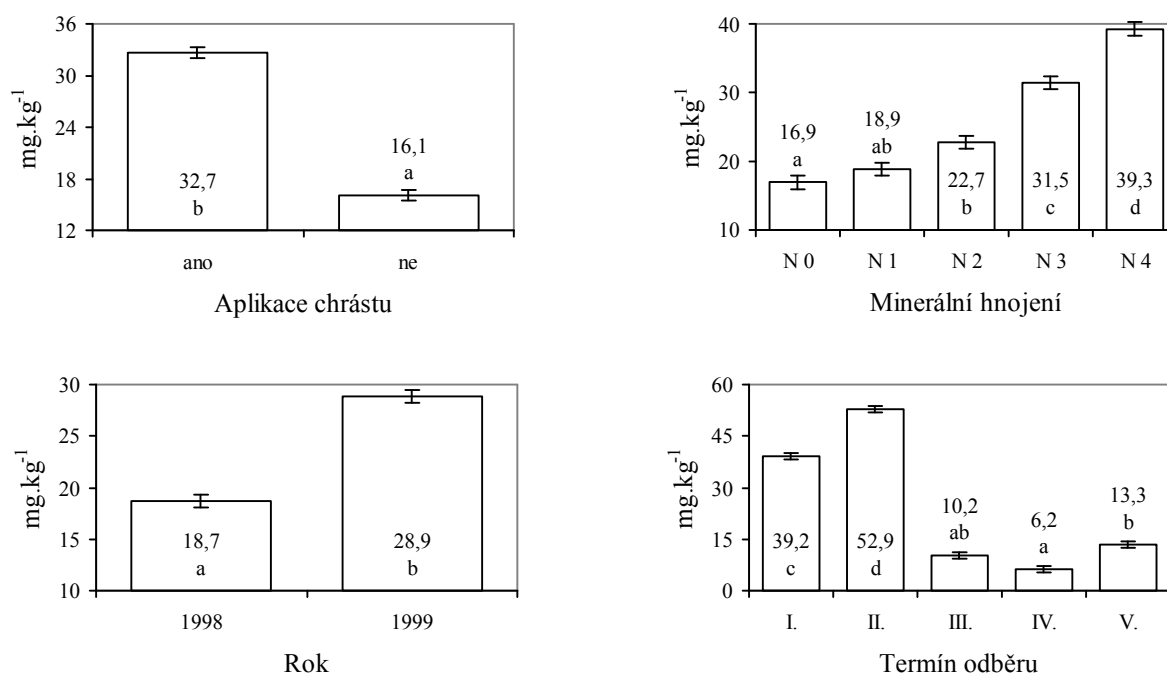 36
30
24
18
12
mg.kg-1
32,7
b
16,1
a
ano
ne
Aplikace chrástu
40
30
20
10
mg.kg-1
16,9
a
18,9
ab
22,7
b
31,5
c
39,3
d
N 0
N 1
N 2
N 3
N 4
Minerální hnojení
30
25
20
15
10
mg.kg-1
18,7
a
28,9
b
1998
1999
Rok
60
45
30
15
0
mg.kg-1
39,2
c
52,9
d
10,2
ab
6,2
a
13,3
b
I.
II.
III.
IV.
V.
Termín odběru